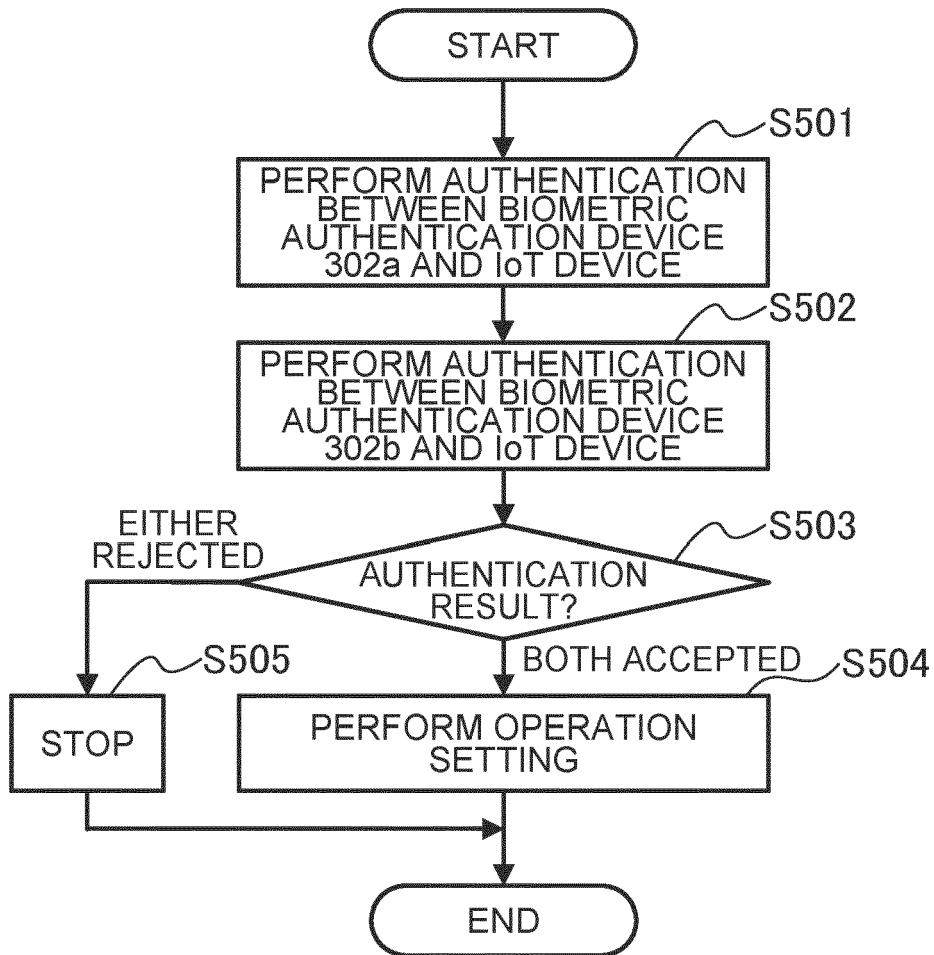 START
S501
PERFORM AUTHENTICATION
BETWEEN BIOMETRIC
AUTHENTICATION DEVICE
302a AND IoT DEVICE
S502
PERFORM AUTHENTICATION
BETWEEN BIOMETRIC
AUTHENTICATION DEVICE
302b AND IoT DEVICE
S503
EITHER
REJECTED
AUTHENTICATION
RESULT?
BOTH ACCEPTED
S505
S504
STOP
PERFORM OPERATION
SETTING
END